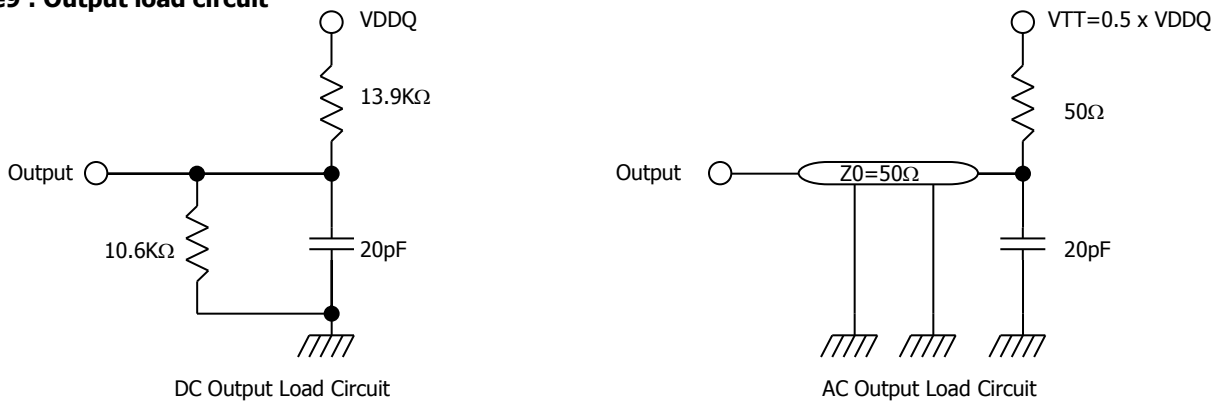 : Output load circuit
VDDQ
13.9KΩ
Output
10.6KΩ
20pF
DC Output Load Circuit
VTT=0.5 x VDDQ
50Ω
Output
Z0=50Ω
20pF
AC Output Load Circuit